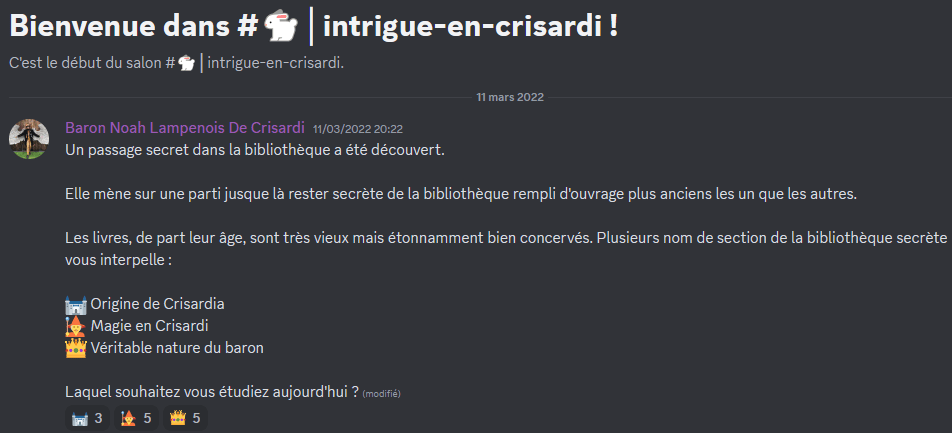 Bienvenue dans #🐇│intrigue-en-crisardi !
C'est le début du salon #🐇│intrigue-en-crisardi.
11 mars 2022
Baron Noah Lampenois De Crisardi 11/03/2022 20:22
Un passage secret dans la bibliothèque a été découvert.
Elle mène sur une parti jusque là rester secrète de la bibliothèque rempli d'ouvrage plus anciens les un que les autres.
Les livres, de part leur âge, sont très vieux mais étonnamment bien concervés. Plusieurs nom de section de la bibliothèque secrète
vous interpelle :
🏰 Origine de Crisardia
🧙 Magie en Crisardi
👑 Véritable nature du baron
Laquel souhaitez vous étudiez aujourd'hui ? (modifié)
🏰 3 🧙 5 👑 5